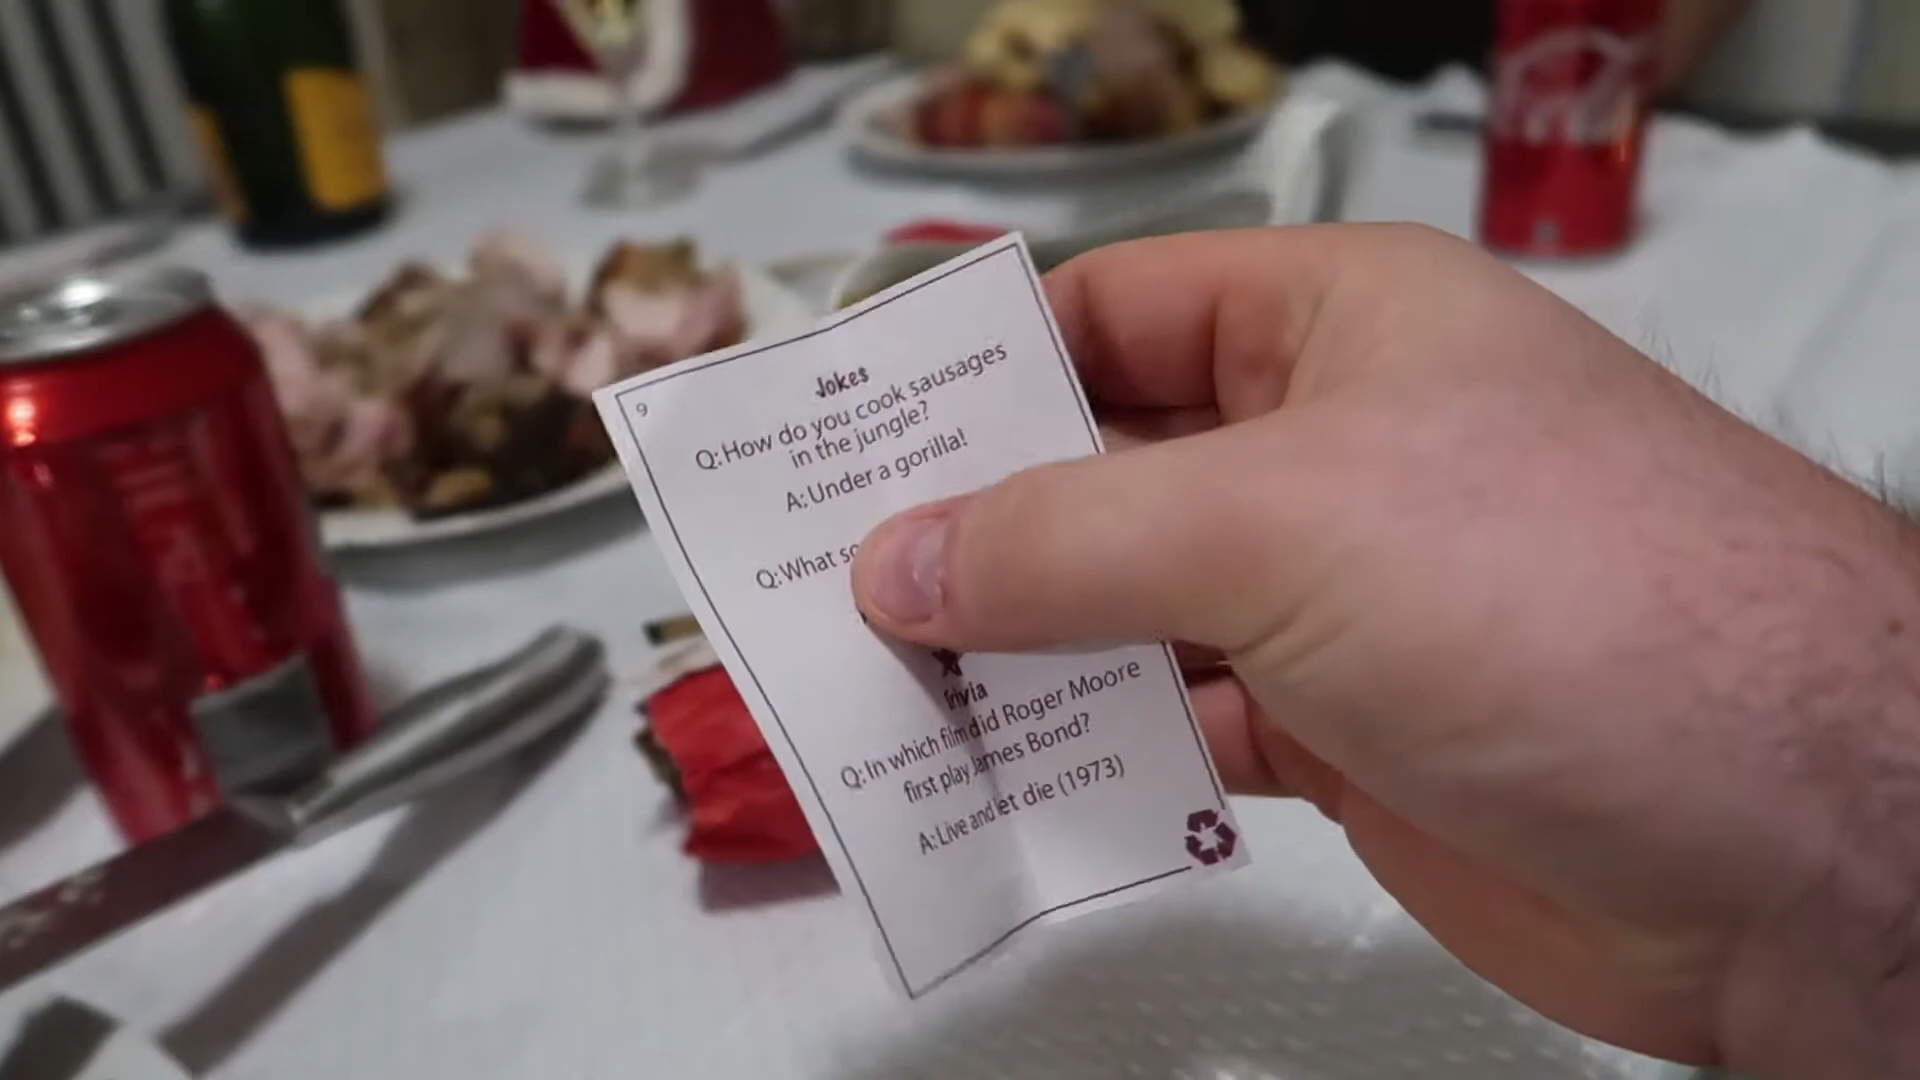 9
Jokes
Q: How do you cook sausages
in the jungle?
A: Under a gorilla!
Q: What
Trivia
Q: In which film did Roger Moore
first play James Bond?
A: Live and let die (1973)